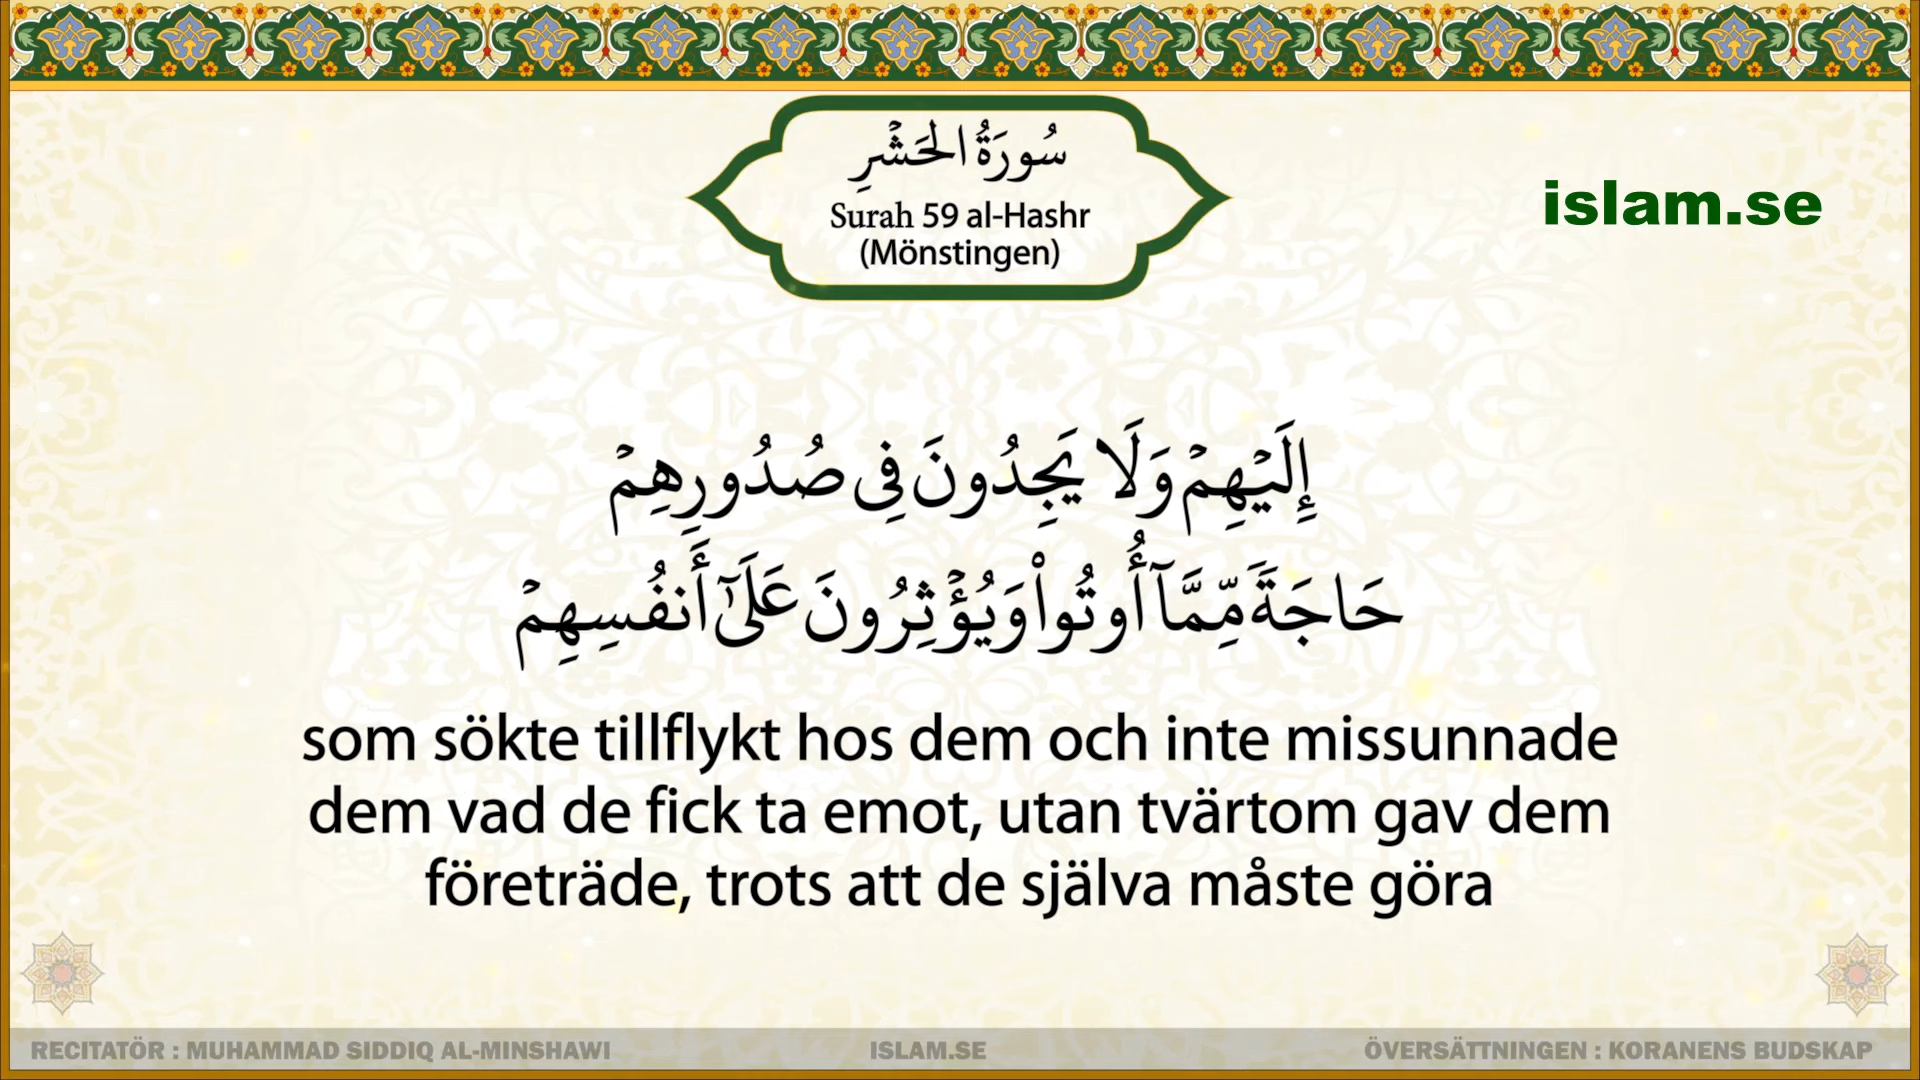 سُورَةُ الْحَشْرِ
Surah 59 al-Hashr
(Mönstingen)
islam.se
إِلَيْهِمْ وَلَا يَجِدُونَ فِى صُدُورِهِمْ
حَاجَةً مِّمَّآ أُوتُوا۟ وَيُؤْثِرُونَ عَلَىٰٓ أَنفُسِهِمْ
som sökte tillflykt hos dem och inte missunnade
dem vad de fick ta emot, utan tvärtom gav dem
företräde, trots att de själva måste göra
RECITATÖR : MUHAMMAD SIDDIQ AL-MINSHAWI
ISLAM.SE
ÖVERSÄTTNINGEN : KORANENS BUDSKAP